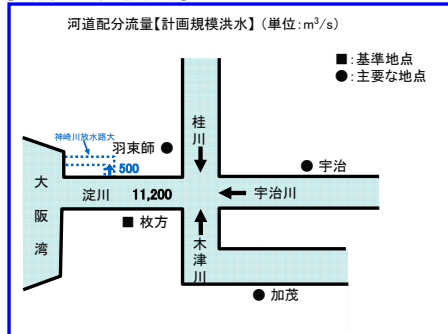 河道配分流量【計画規模洪水】（単位：m³/s）
■：基準地点
●：主要な地点
神崎川放水路大
羽束師 ●
桂川
500
● 宇治
大阪湾
淀川 11,200
宇治川
■ 枚方
木津川
● 加茂